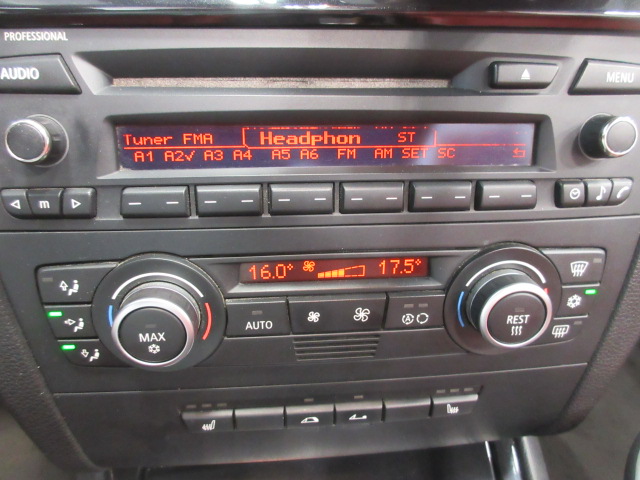 PROFESSIONAL
AUDIO
MENU
Tuner FMA Headphon ST
A1 A2✓ A3 A4 A5 A6 FM AM SET SC
m
16.0° 17.5°
MAX
AUTO
A
REST